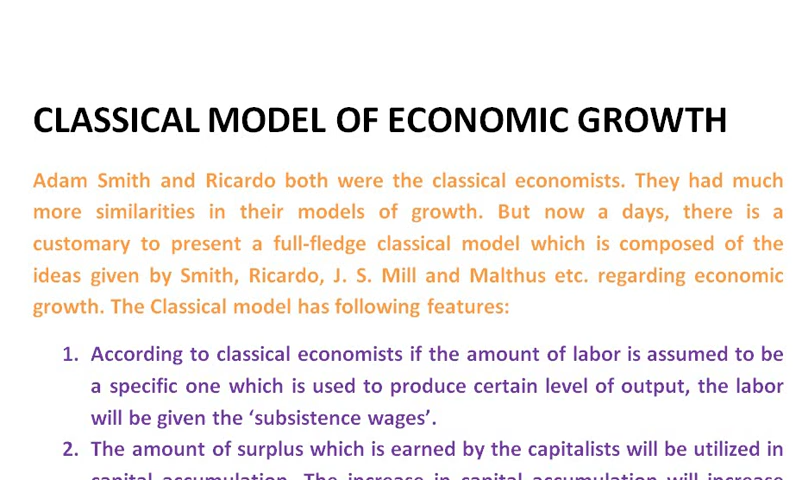 CLASSICAL MODEL OF ECONOMIC GROWTH
Adam Smith and Ricardo both were the classical economists. They had much
more similarities in their models of growth. But now a days, there is a
customary to present a full-fledge classical model which is composed of the
ideas given by Smith, Ricardo, J. S. Mill and Malthus etc. regarding economic
growth. The Classical model has following features:
1. According to classical economists if the amount of labor is assumed to be
a specific one which is used to produce certain level of output, the labor
will be given the ‘subsistence wages’.
2. The amount of surplus which is earned by the capitalists will be utilized in
capital accumulation. The increase in capital accumulation will increase